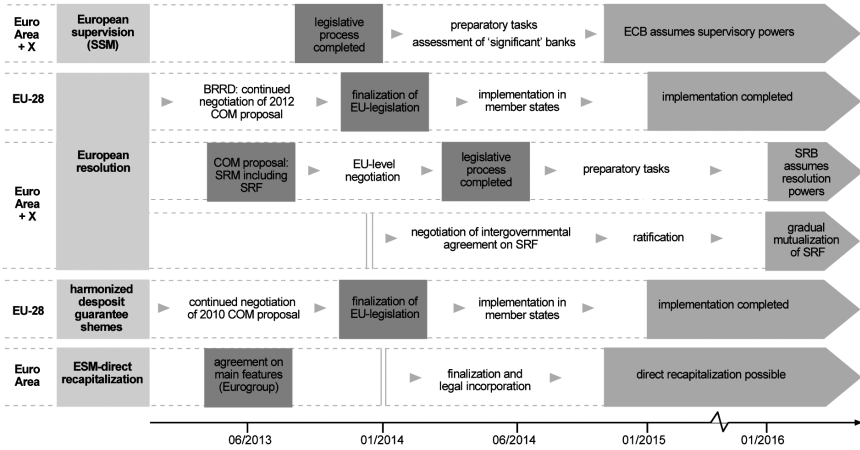 Euro
Area
+ X
European
supervision
(SSM)
legislative
process
completed
preparatory tasks
assessment of ‘significant’ banks
ECB assumes supervisory powers
EU-28
BRRD: continued
negotiation of 2012
COM proposal
finalization of
EU-legislation
implementation in
member states
implementation completed
European
resolution
Euro
Area
+ X
COM proposal:
SRM including
SRF
EU-level
negotiation
legislative
process
completed
preparatory tasks
SRB
assumes
resolution
powers
negotiation of intergovernmental
agreement on SRF
ratification
gradual
mutualization
of SRF
EU-28
harmonized
desposit
guarantee
shemes
continued negotiation
of 2010 COM proposal
finalization of
EU-legislation
implementation in
member states
implementation completed
Euro
Area
ESM-direct
recapitalization
agreement on
main features
(Eurogroup)
finalization and
legal incorporation
direct recapitalization possible
06/2013
01/2014
06/2014
01/2015
01/2016